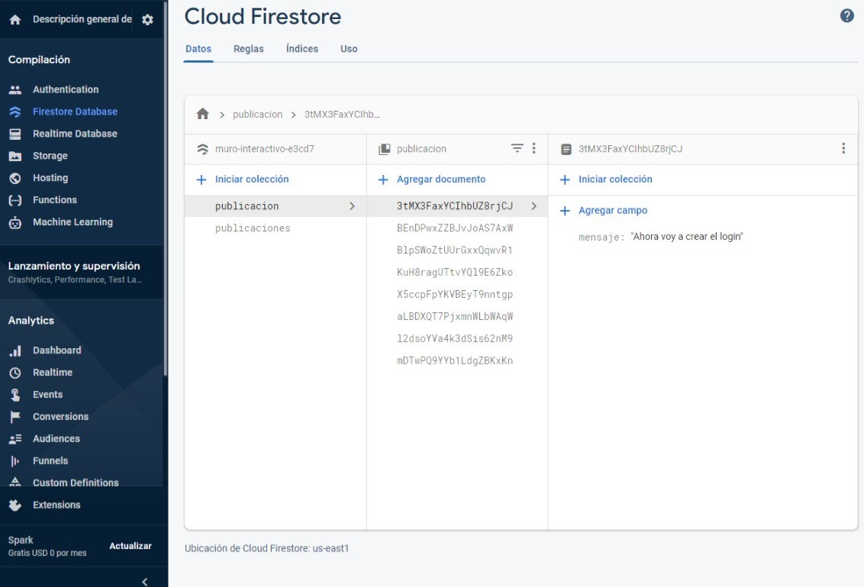 Descripción general de
Compilación
Authentication
Firestore Database
Realtime Database
Storage
Hosting
Functions
Machine Learning
Lanzamiento y supervisión
Crashlytics, Performance, Test La...
Analytics
Dashboard
Realtime
Events
Conversions
Audiences
Funnels
Custom Definitions
Extensions
Spark
Gratis USD 0 por mes
Actualizar
Cloud Firestore
Datos Reglas Índices Uso
publicacion > 3tMX3FaxYCIhb...
muro-interactivo-e3cd7
Iniciar colección
publicacion
publicaciones
publicacion
Agregar documento
3tMX3FaxYCIhbUZ8rjCJ
BEnDPwxZZBJvJoAS7AxW
BlpSWoZtUUrGxxQqwvR1
KuH8ragUTtvYQl9E6Zko
X5ccpFpYKVBEyT9nntgp
aLBDXQT7PjxmnWLbWAqW
l2dsoYVa4k3dSis62nM9
mDTwPQ9YYb1LdgZBKxKn
3tMX3FaxYCIhbUZ8rjCJ
Iniciar colección
Agregar campo
mensaje: "Ahora voy a crear el login"
Ubicación de Cloud Firestore: us-east1